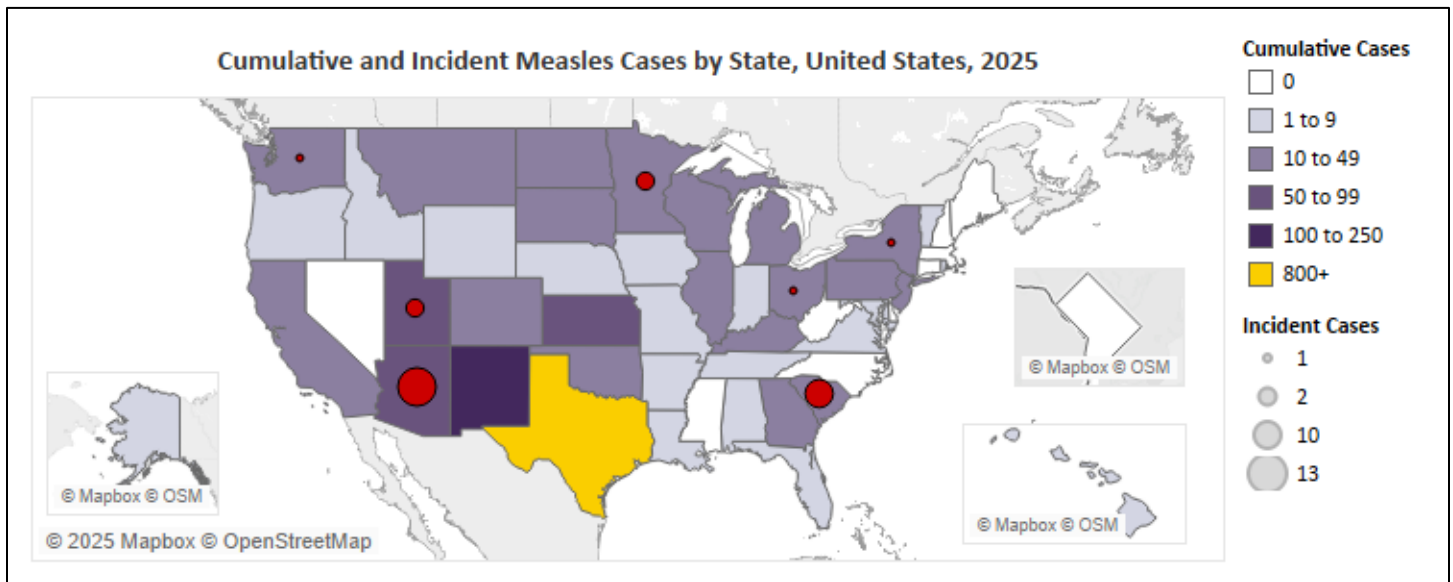 Cumulative and Incident Measles Cases by State, United States, 2025
Cumulative Cases
0
1 to 9
10 to 49
50 to 99
100 to 250
800+
Incident Cases
1
2
10
13
© Mapbox © OSM
© Mapbox © OSM
© Mapbox © OSM
© 2025 Mapbox © OpenStreetMap